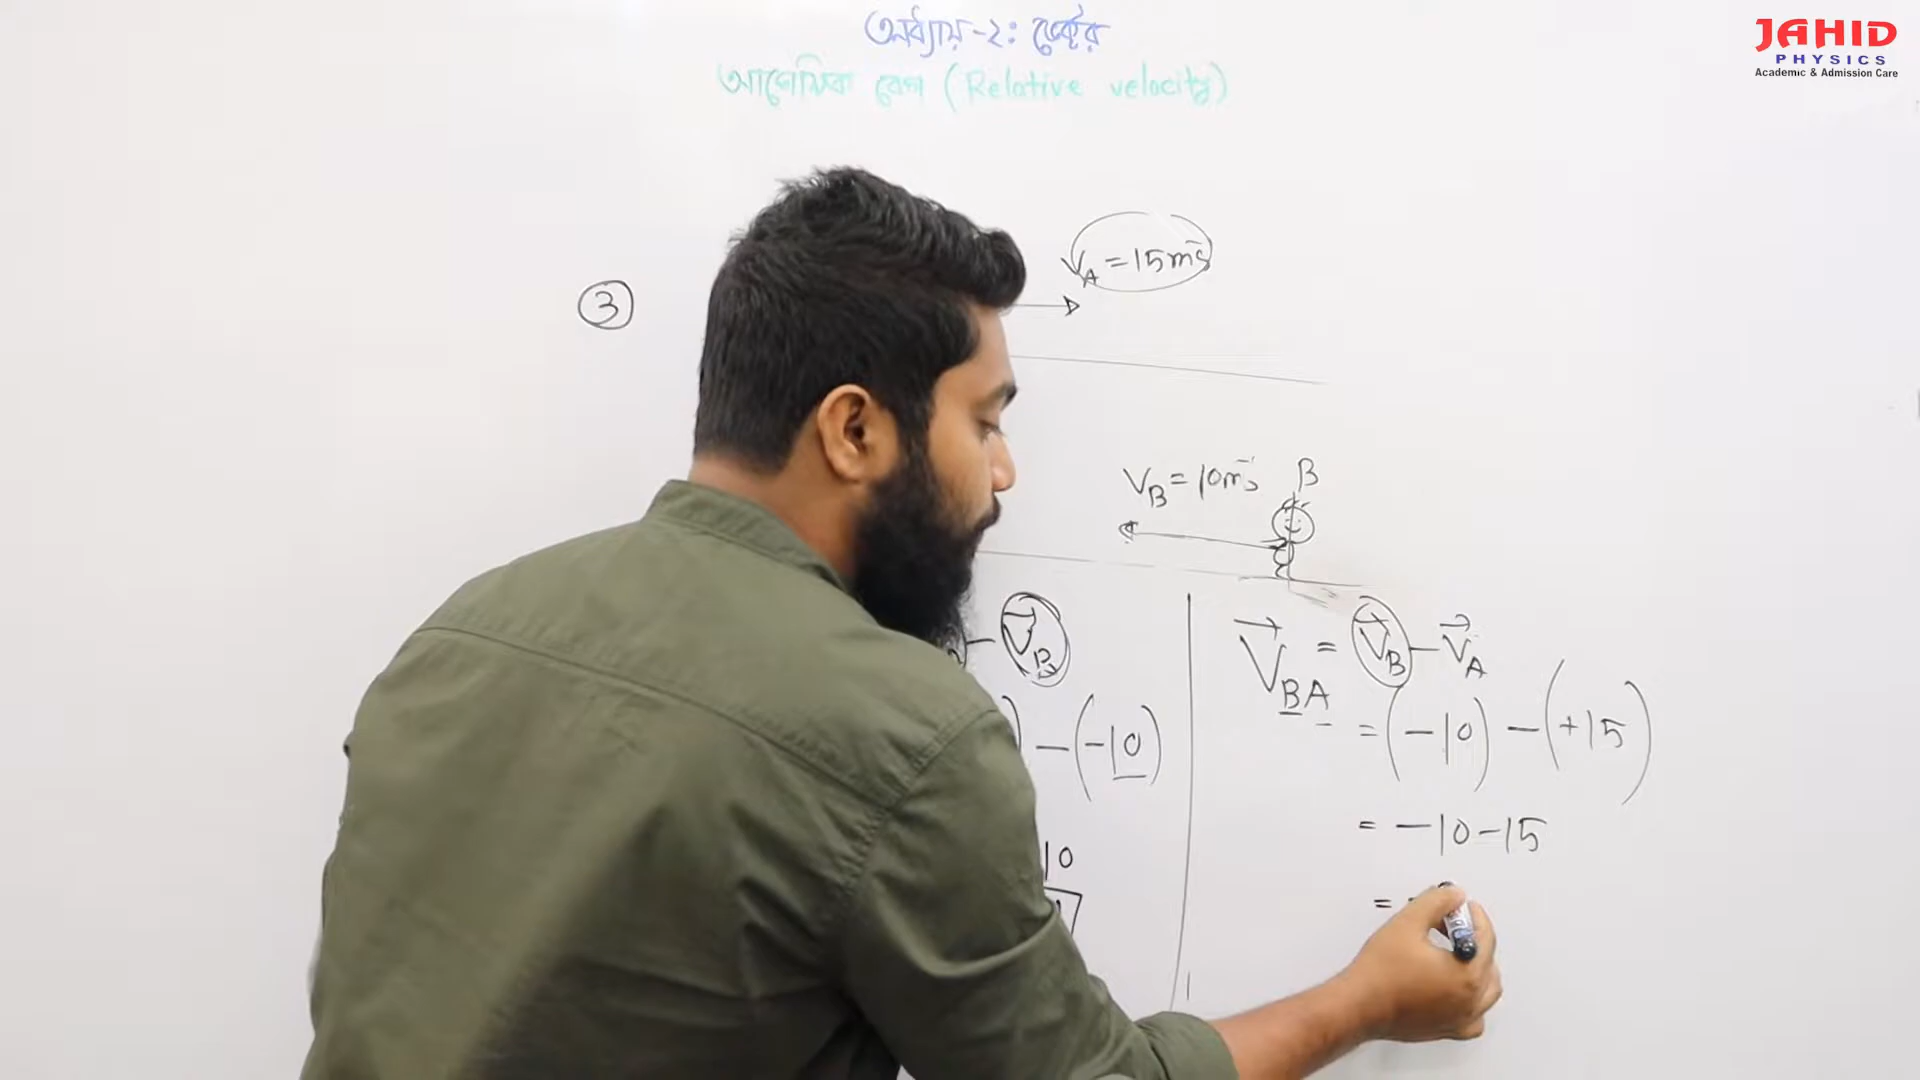 অধ্যায়-২: ভেক্টর
আপেক্ষিক বেগ (Relative velocity)
JAHID
PHYSICS
Academic & Admission Care
V_A = 15ms⁻
3
V_B = 10ms⁻¹ B
- V⃗_B
- (-10)
10
V⃗_BA = V⃗_B - V⃗_A
= (-10) - (+15)
= -10-15
=